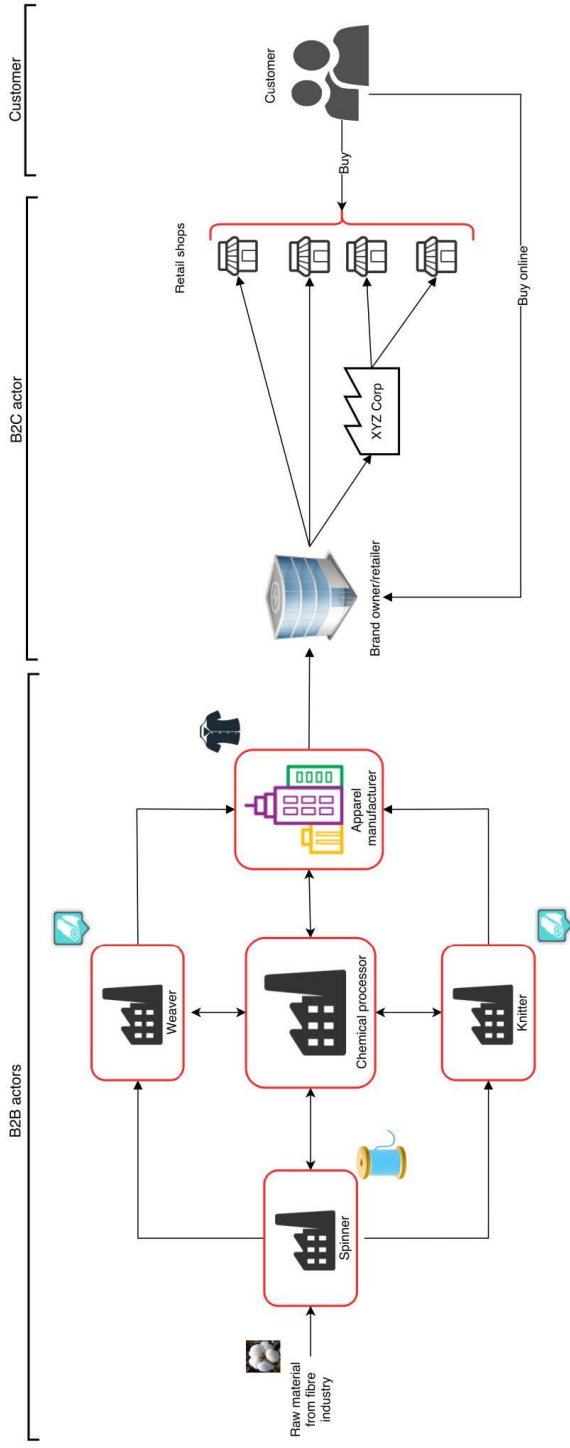 B2B actors
B2C actor
Customer
Raw material
from fibre
industry
Spinner
Weaver
Chemical processor
Knitter
Apparel
manufacturer
Brand owner/retailer
XYZ Corp
Retail shops
Buy
Customer
Buy online